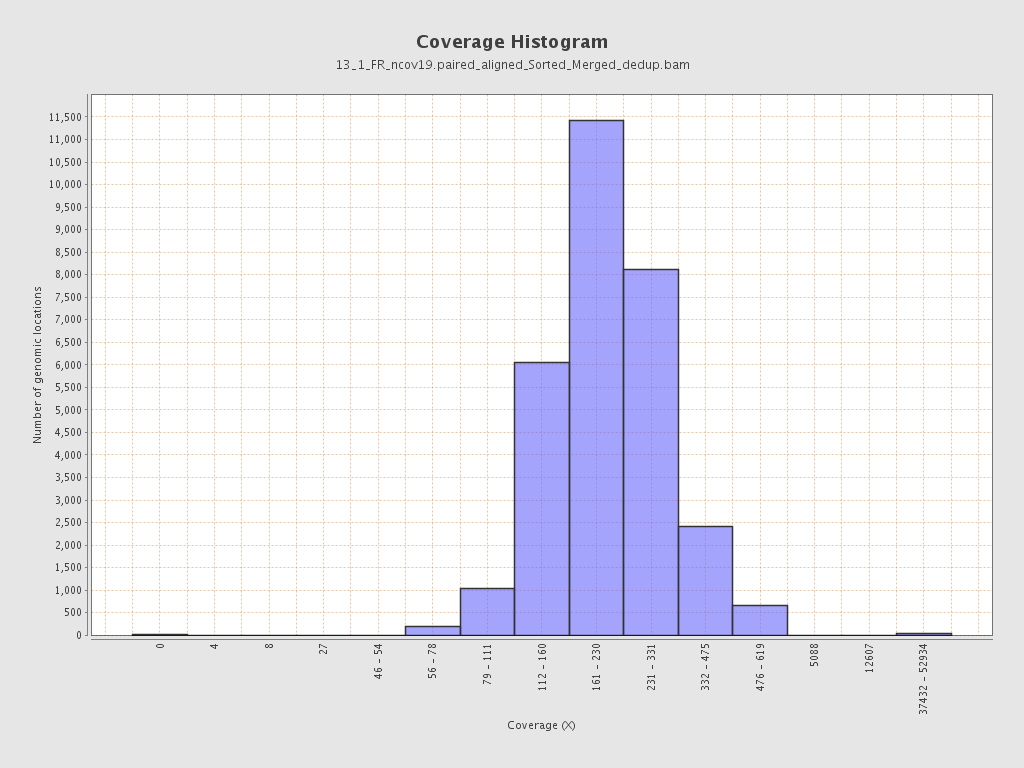 Coverage Histogram
13_1_FR_ncov19.paired_aligned_Sorted_Merged_dedup.bam
Number of genomic locations
11,500
11,000
10,500
10,000
9,500
9,000
8,500
8,000
7,500
7,000
6,500
6,000
5,500
5,000
4,500
4,000
3,500
3,000
2,500
2,000
1,500
1,000
500
0
0
4
8
27
46 - 54
56 - 78
79 - 111
112 - 160
161 - 230
231 - 331
332 - 475
476 - 619
5088
12607
37432 - 52934
Coverage (X)